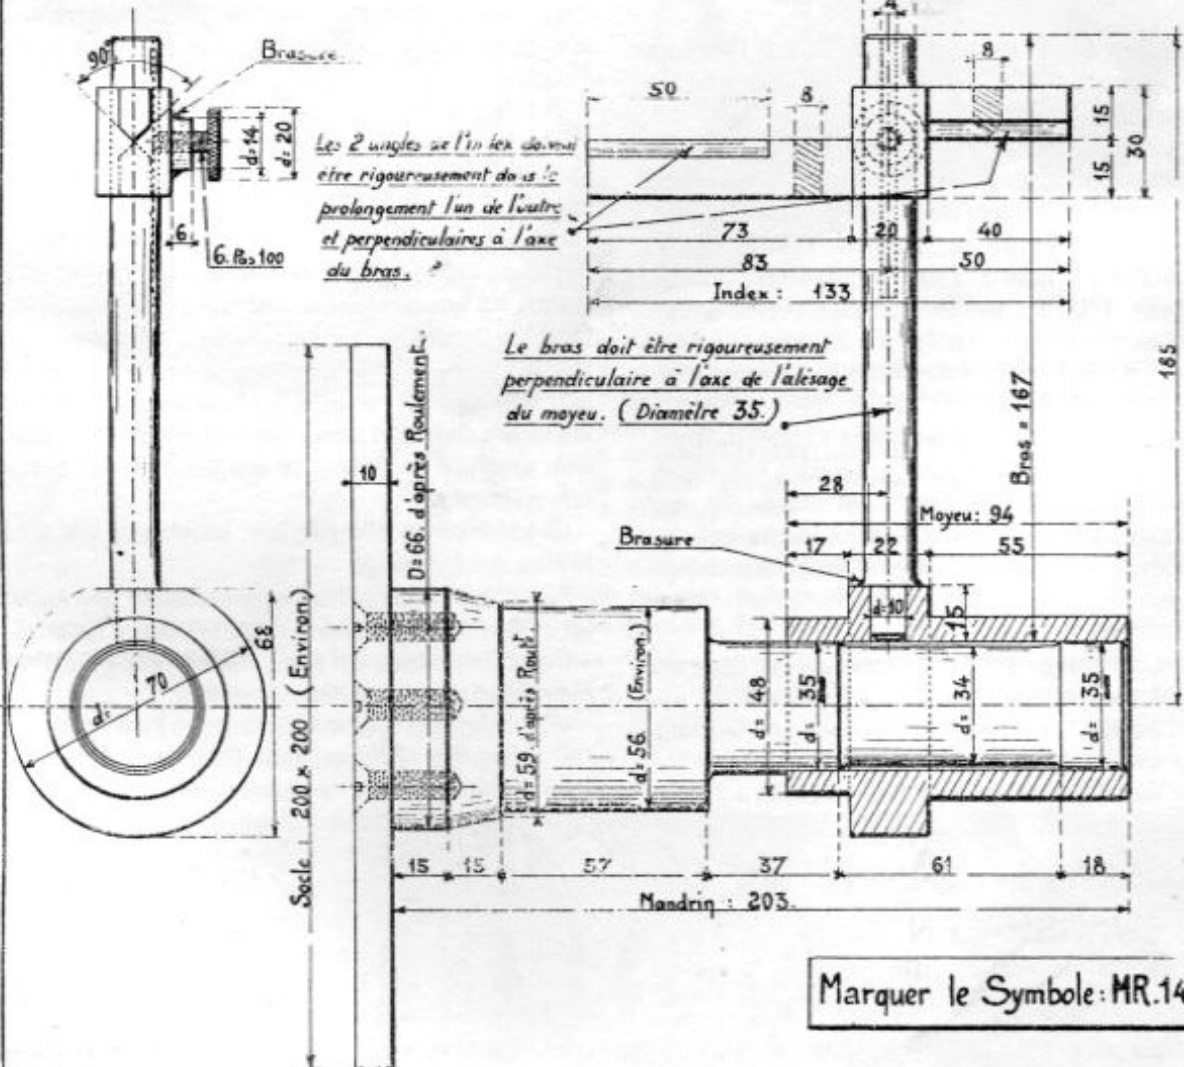 4
90°
Brasure
8
50
8
d=14
d=20
Les 2 angles de l'index doivent
être rigoureusement dans le
prolongement l'un de l'autre
et perpendiculaires à l'axe
du bras.
15
15
30
6
6. Pas 100
73
20
40
83
50
Index : 133
185
Le bras doit être rigoureusement
perpendiculaire à l'axe de l'alésage
du moyeu. ( Diamètre 35.)
Bras = 167
D=66. d'après Roulement
10
28
Moyeu: 94
Brasure
17
22
55
d=10
15
68
d=
70
Socle : 200 x 200 ( Environ.)
d=59 d'après Roult
d=56. (Environ.)
d=48
d=35
d=34
d=35
15
15
57
37
61
18
Mandrin : 203.
Marquer le Symbole: MR.14